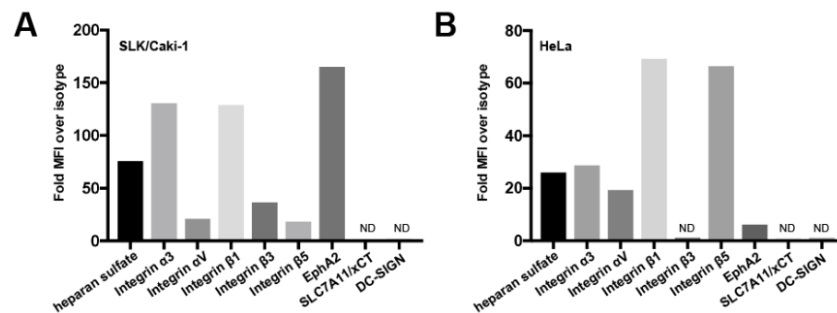 A
SLK/Caki-1
Fold MFI over isotype
200
150
100
50
0
ND
ND
heparan sulfate
Integrin α3
Integrin αV
Integrin β1
Integrin β3
Integrin β5
EphA2
SLC7A11/xCT
DC-SIGN
B
HeLa
Fold MFI over isotype
80
60
40
20
0
ND
ND
ND
heparan sulfate
Integrin α3
Integrin αV
Integrin β1
Integrin β3
Integrin β5
EphA2
SLC7A11/xCT
DC-SIGN